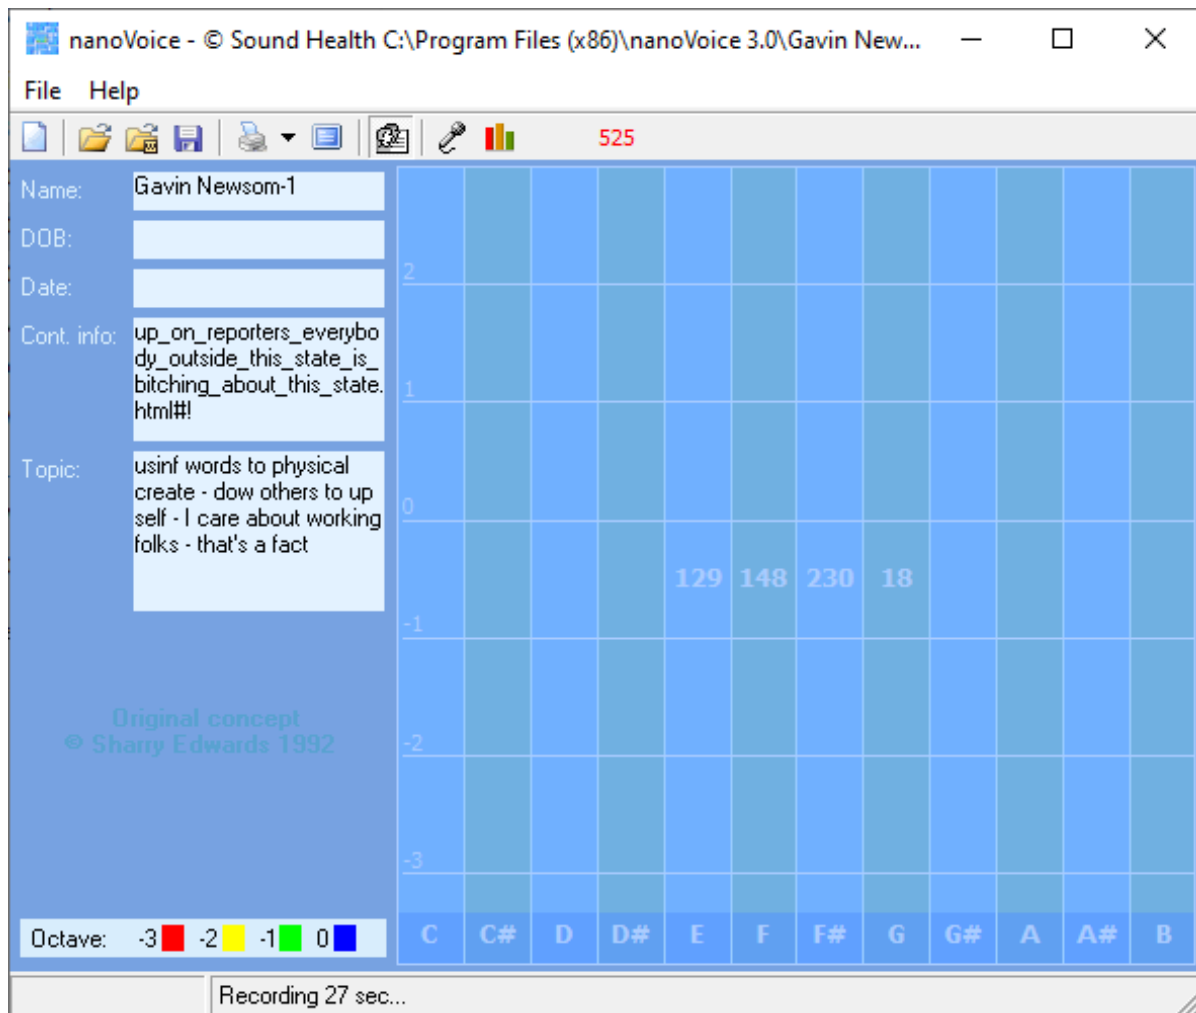 nanoVoice - © Sound Health C:\Program Files (x86)\nanoVoice 3.0\Gavin New...
File Help
525
Name: Gavin Newsom-1
DOB:
Date:
Cont. info: up_on_reporters_everybo
dy_outside_this_state_is_
bitching_about_this_state.
html#!
Topic: usinf words to physical
create - dow others to up
self - I care about working
folks - that's a fact
Original concept
© Sharry Edwards 1992
Octave: -3 -2 -1 0
2
1
0
129 148 230 18
-1
-2
-3
C C# D D# E F F# G G# A A# B
Recording 27 sec...